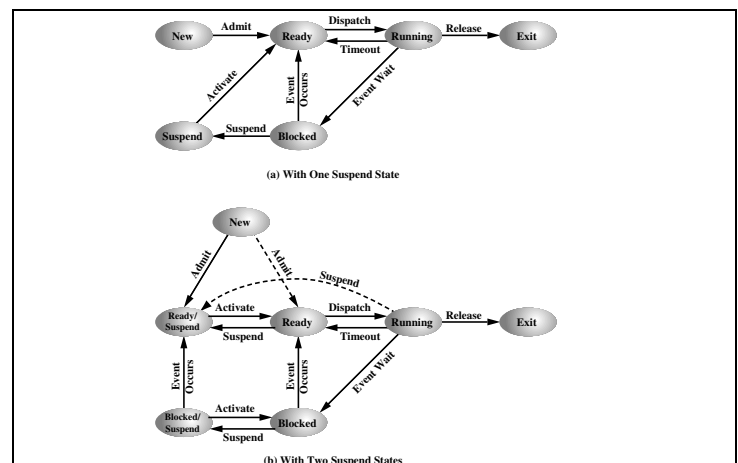 Dispatch
New
Admit
Ready
Running
Release
Exit
Timeout
Activate
Event
Occurs
Event Wait
Suspend
Suspend
Blocked
(a) With One Suspend State
New
Admit
Admit
Suspend
Ready/
Suspend
Activate
Ready
Dispatch
Running
Release
Exit
Suspend
Timeout
Event
Occurs
Event
Occurs
Event Wait
Blocked/
Suspend
Activate
Blocked
Suspend
(b) With Two Suspend States